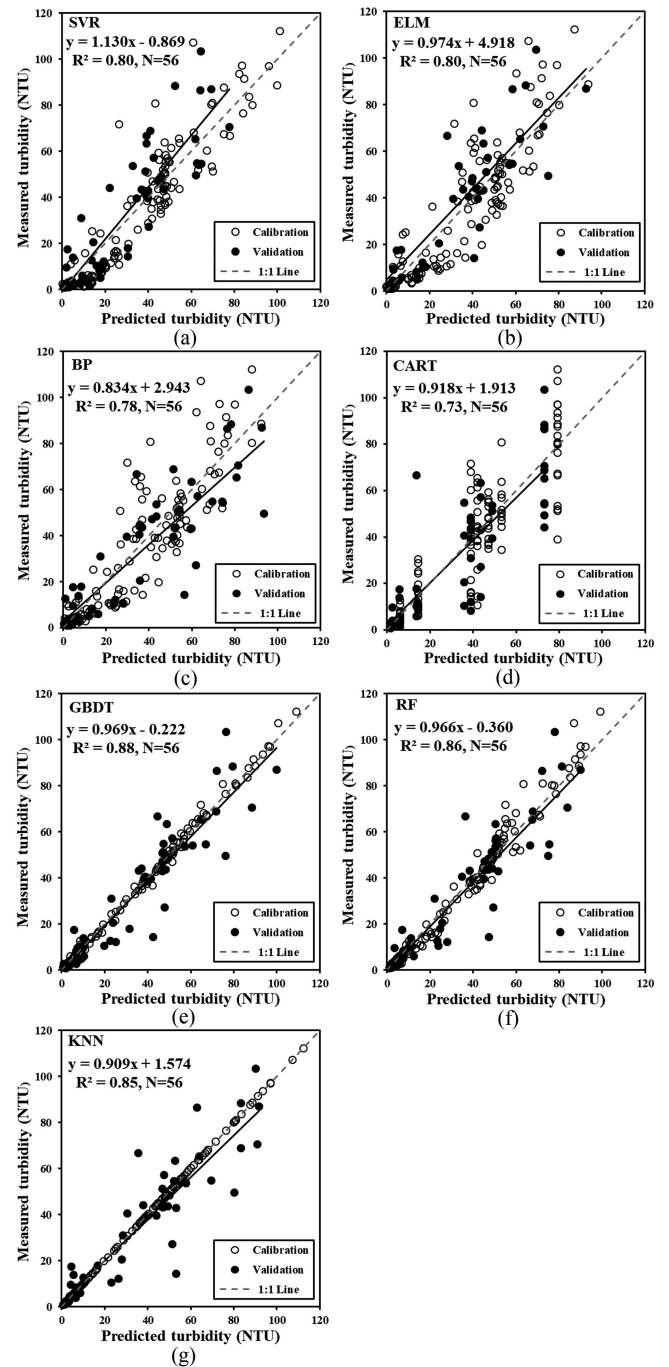 SVR
y = 1.130x - 0.869
R² = 0.80, N=56
Measured turbidity (NTU)
120
100
80
60
40
20
0
Calibration
Validation
1:1 Line
0 20 40 60 80 100 120
Predicted turbidity (NTU)
(a)
ELM
y = 0.974x + 4.918
R² = 0.80, N=56
Measured turbidity (NTU)
120
100
80
60
40
20
0
Calibration
Validation
1:1 Line
0 20 40 60 80 100 120
Predicted turbidity (NTU)
(b)
BP
y = 0.834x + 2.943
R² = 0.78, N=56
Measured turbidity (NTU)
120
100
80
60
40
20
0
Calibration
Validation
1:1 Line
0 20 40 60 80 100 120
Predicted turbidity (NTU)
(c)
CART
y = 0.918x + 1.913
R² = 0.73, N=56
Measured turbidity (NTU)
120
100
80
60
40
20
0
Calibration
Validation
1:1 Line
0 20 40 60 80 100 120
Predicted turbidity (NTU)
(d)
GBDT
y = 0.969x - 0.222
R² = 0.88, N=56
Measured turbidity (NTU)
120
100
80
60
40
20
0
Calibration
Validation
1:1 Line
0 20 40 60 80 100 120
Predicted turbidity (NTU)
(e)
RF
y = 0.966x - 0.360
R² = 0.86, N=56
Measured turbidity (NTU)
120
100
80
60
40
20
0
Calibration
Validation
1:1 Line
0 20 40 60 80 100 120
Predicted turbidity (NTU)
(f)
KNN
y = 0.909x + 1.574
R² = 0.85, N=56
Measured turbidity (NTU)
120
100
80
60
40
20
0
Calibration
Validation
1:1 Line
0 20 40 60 80 100 120
Predicted turbidity (NTU)
(g)